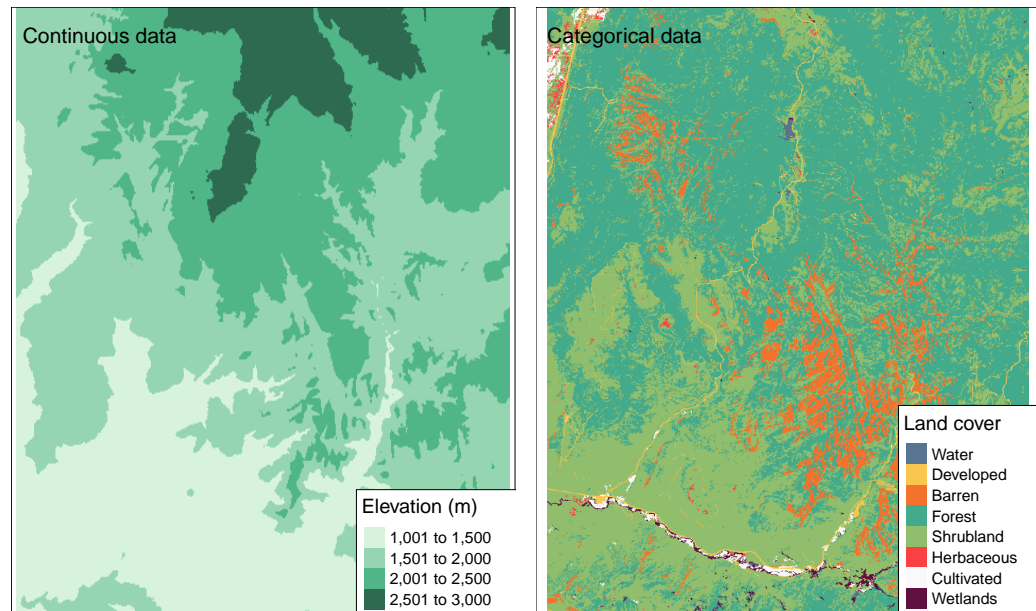 Continuous data
Elevation (m)
1,001 to 1,500
1,501 to 2,000
2,001 to 2,500
2,501 to 3,000
Categorical data
Land cover
Water
Developed
Barren
Forest
Shrubland
Herbaceous
Cultivated
Wetlands